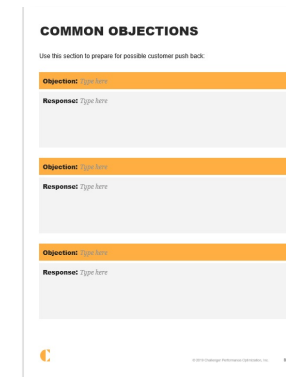 COMMON OBJECTIONS
Use this section to prepare for possible customer push back:
Objection: Type here
Response: Type here
Objection: Type here
Response: Type here
Objection: Type here
Response: Type here
©2019 Challenger Performance Optimization, Inc.